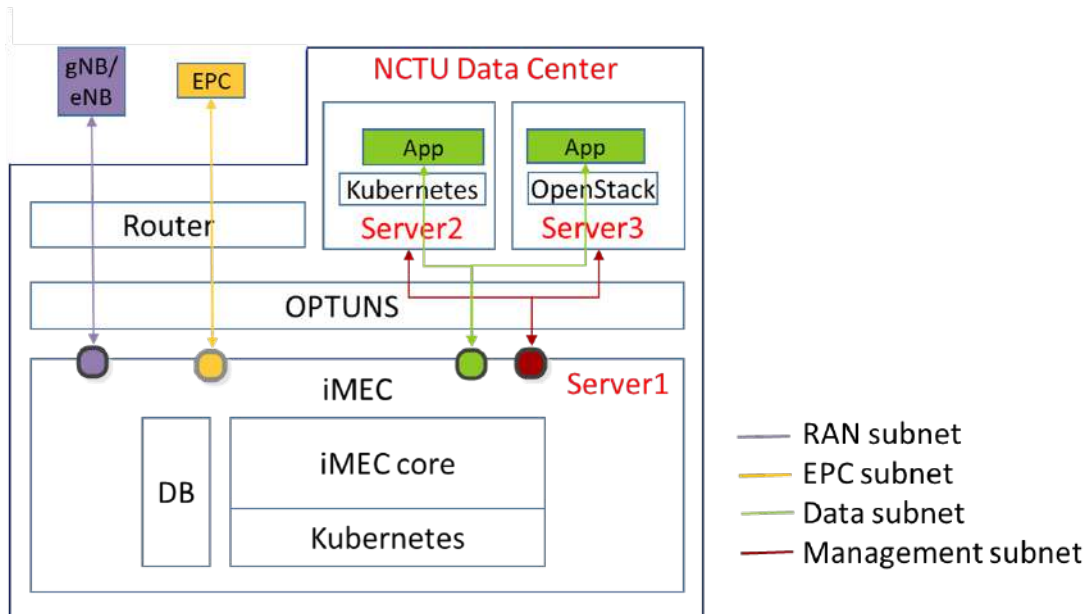 gNB/
eNB
EPC
NCTU Data Center
App
App
Kubernetes
OpenStack
Router
Server2
Server3
OPTUNS
iMEC
Server1
DB
iMEC core
Kubernetes
RAN subnet
EPC subnet
Data subnet
Management subnet